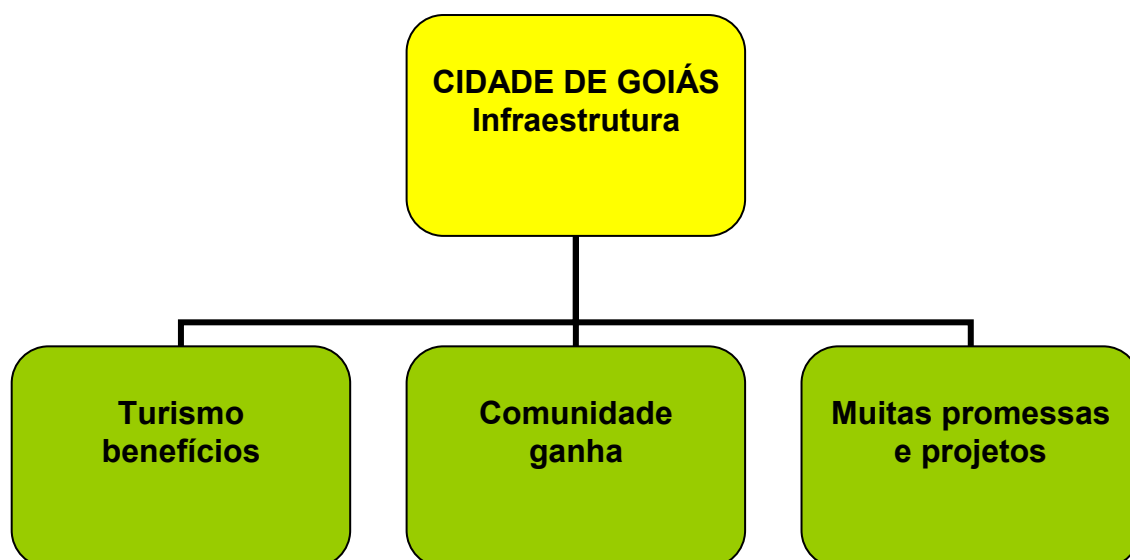 CIDADE DE GOIÁS
Infraestrutura
Turismo
benefícios
Comunidade
ganha
Muitas promessas
e projetos